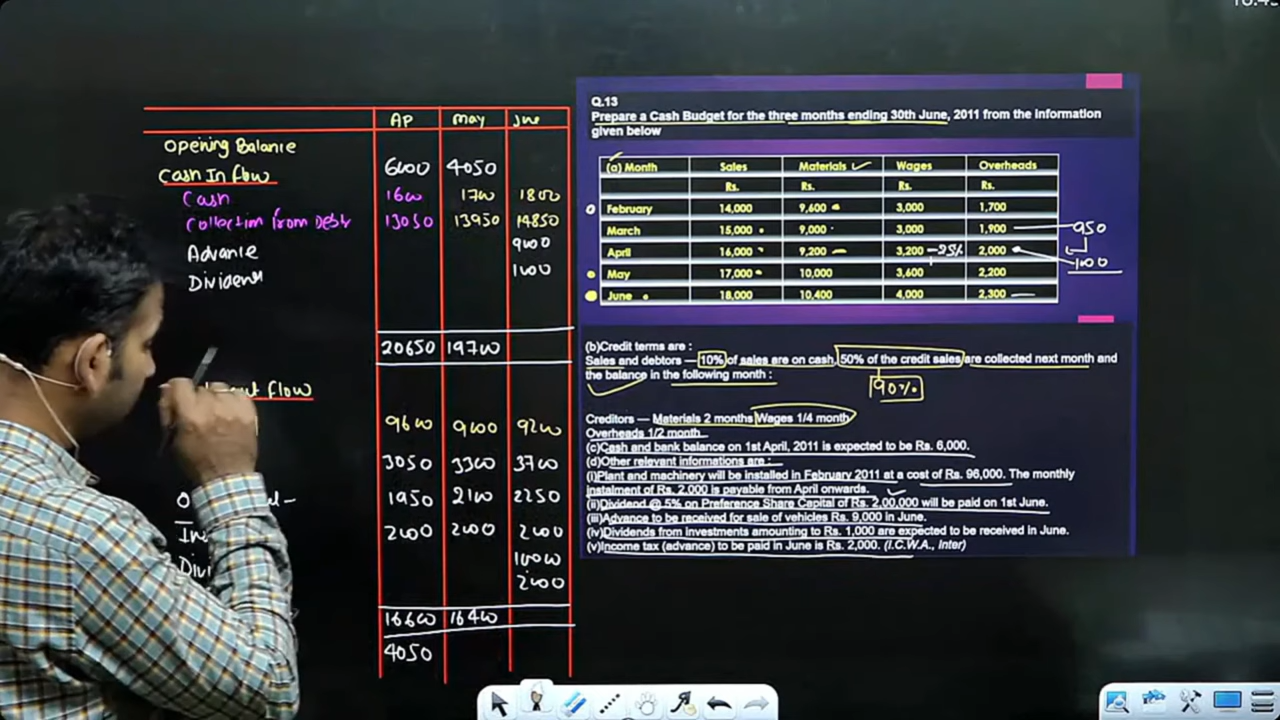 16:45
AP May June
Opening Balance 6000 4050
Cash In flow
Cash 1600 1700 1800
Collection from Debt 13050 13950 14850
Advance 9000
Dividend 1000
20650 19700
out flow
9600 9000 9200
3050 3300 3700
1950 2100 2250
2000 2000 2000
Divi 10000
2000
16600 16400
4050
Q.13
Prepare a Cash Budget for the three months ending 30th June, 2011 from the information
given below
(a) Month Sales Materials Wages Overheads
Rs. Rs. Rs. Rs.
February 14,000 9,600 3,000 1,700
March 15,000 9,000 3,000 1,900 950
April 16,000 9,200 3,200 25% 2,000 1000
May 17,000 10,000 3,600 2,200
June 18,000 10,400 4,000 2,300
(b)Credit terms are :
Sales and debtors — 10% of sales are on cash, 50% of the credit sales are collected next month and
the balance in the following month :
90%
Creditors — Materials 2 months Wages 1/4 month
Overheads 1/2 month
(c)Cash and bank balance on 1st April, 2011 is expected to be Rs. 6,000.
(d)Other relevant informations are :
(i)Plant and machinery will be installed in February 2011 at a cost of Rs. 96,000. The monthly
instalment of Rs. 2,000 is payable from April onwards.
(ii)Dividend @ 5% on Preference Share Capital of Rs. 2,00,000 will be paid on 1st June.
(iii)Advance to be received for sale of vehicles Rs. 9,000 in June.
(iv)Dividends from investments amounting to Rs. 1,000 are expected to be received in June.
(v)Income tax (advance) to be paid in June is Rs. 2,000. (I.C.W.A., Inter)